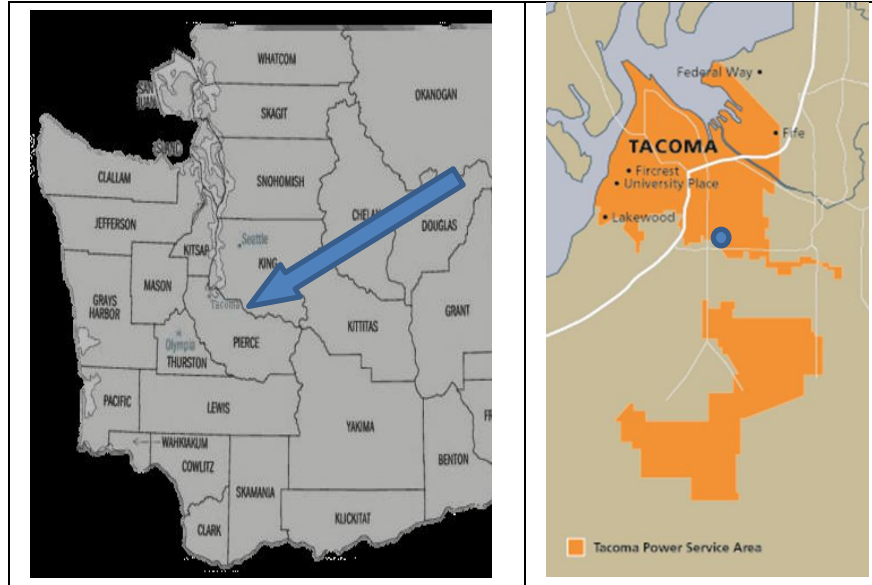 WHATCOM
OKANOGAN
SAN
JUAN
SKAGIT
ISLAND
CLALLAM
SNOHOMISH
CHELAN
DOUGLAS
JEFFERSON
Seattle
KITSAP
KING
MASON
GRAYS
HARBOR
Tacoma
GRANT
KITTITAS
PIERCE
Olympia
THURSTON
PACIFIC
LEWIS
YAKIMA
WAHKIAKUM
COWLITZ
BENTON
SKAMANIA
KLICKITAT
CLARK
Federal Way
Fife
TACOMA
Fircrest
University Place
Lakewood
Tacoma Power Service Area